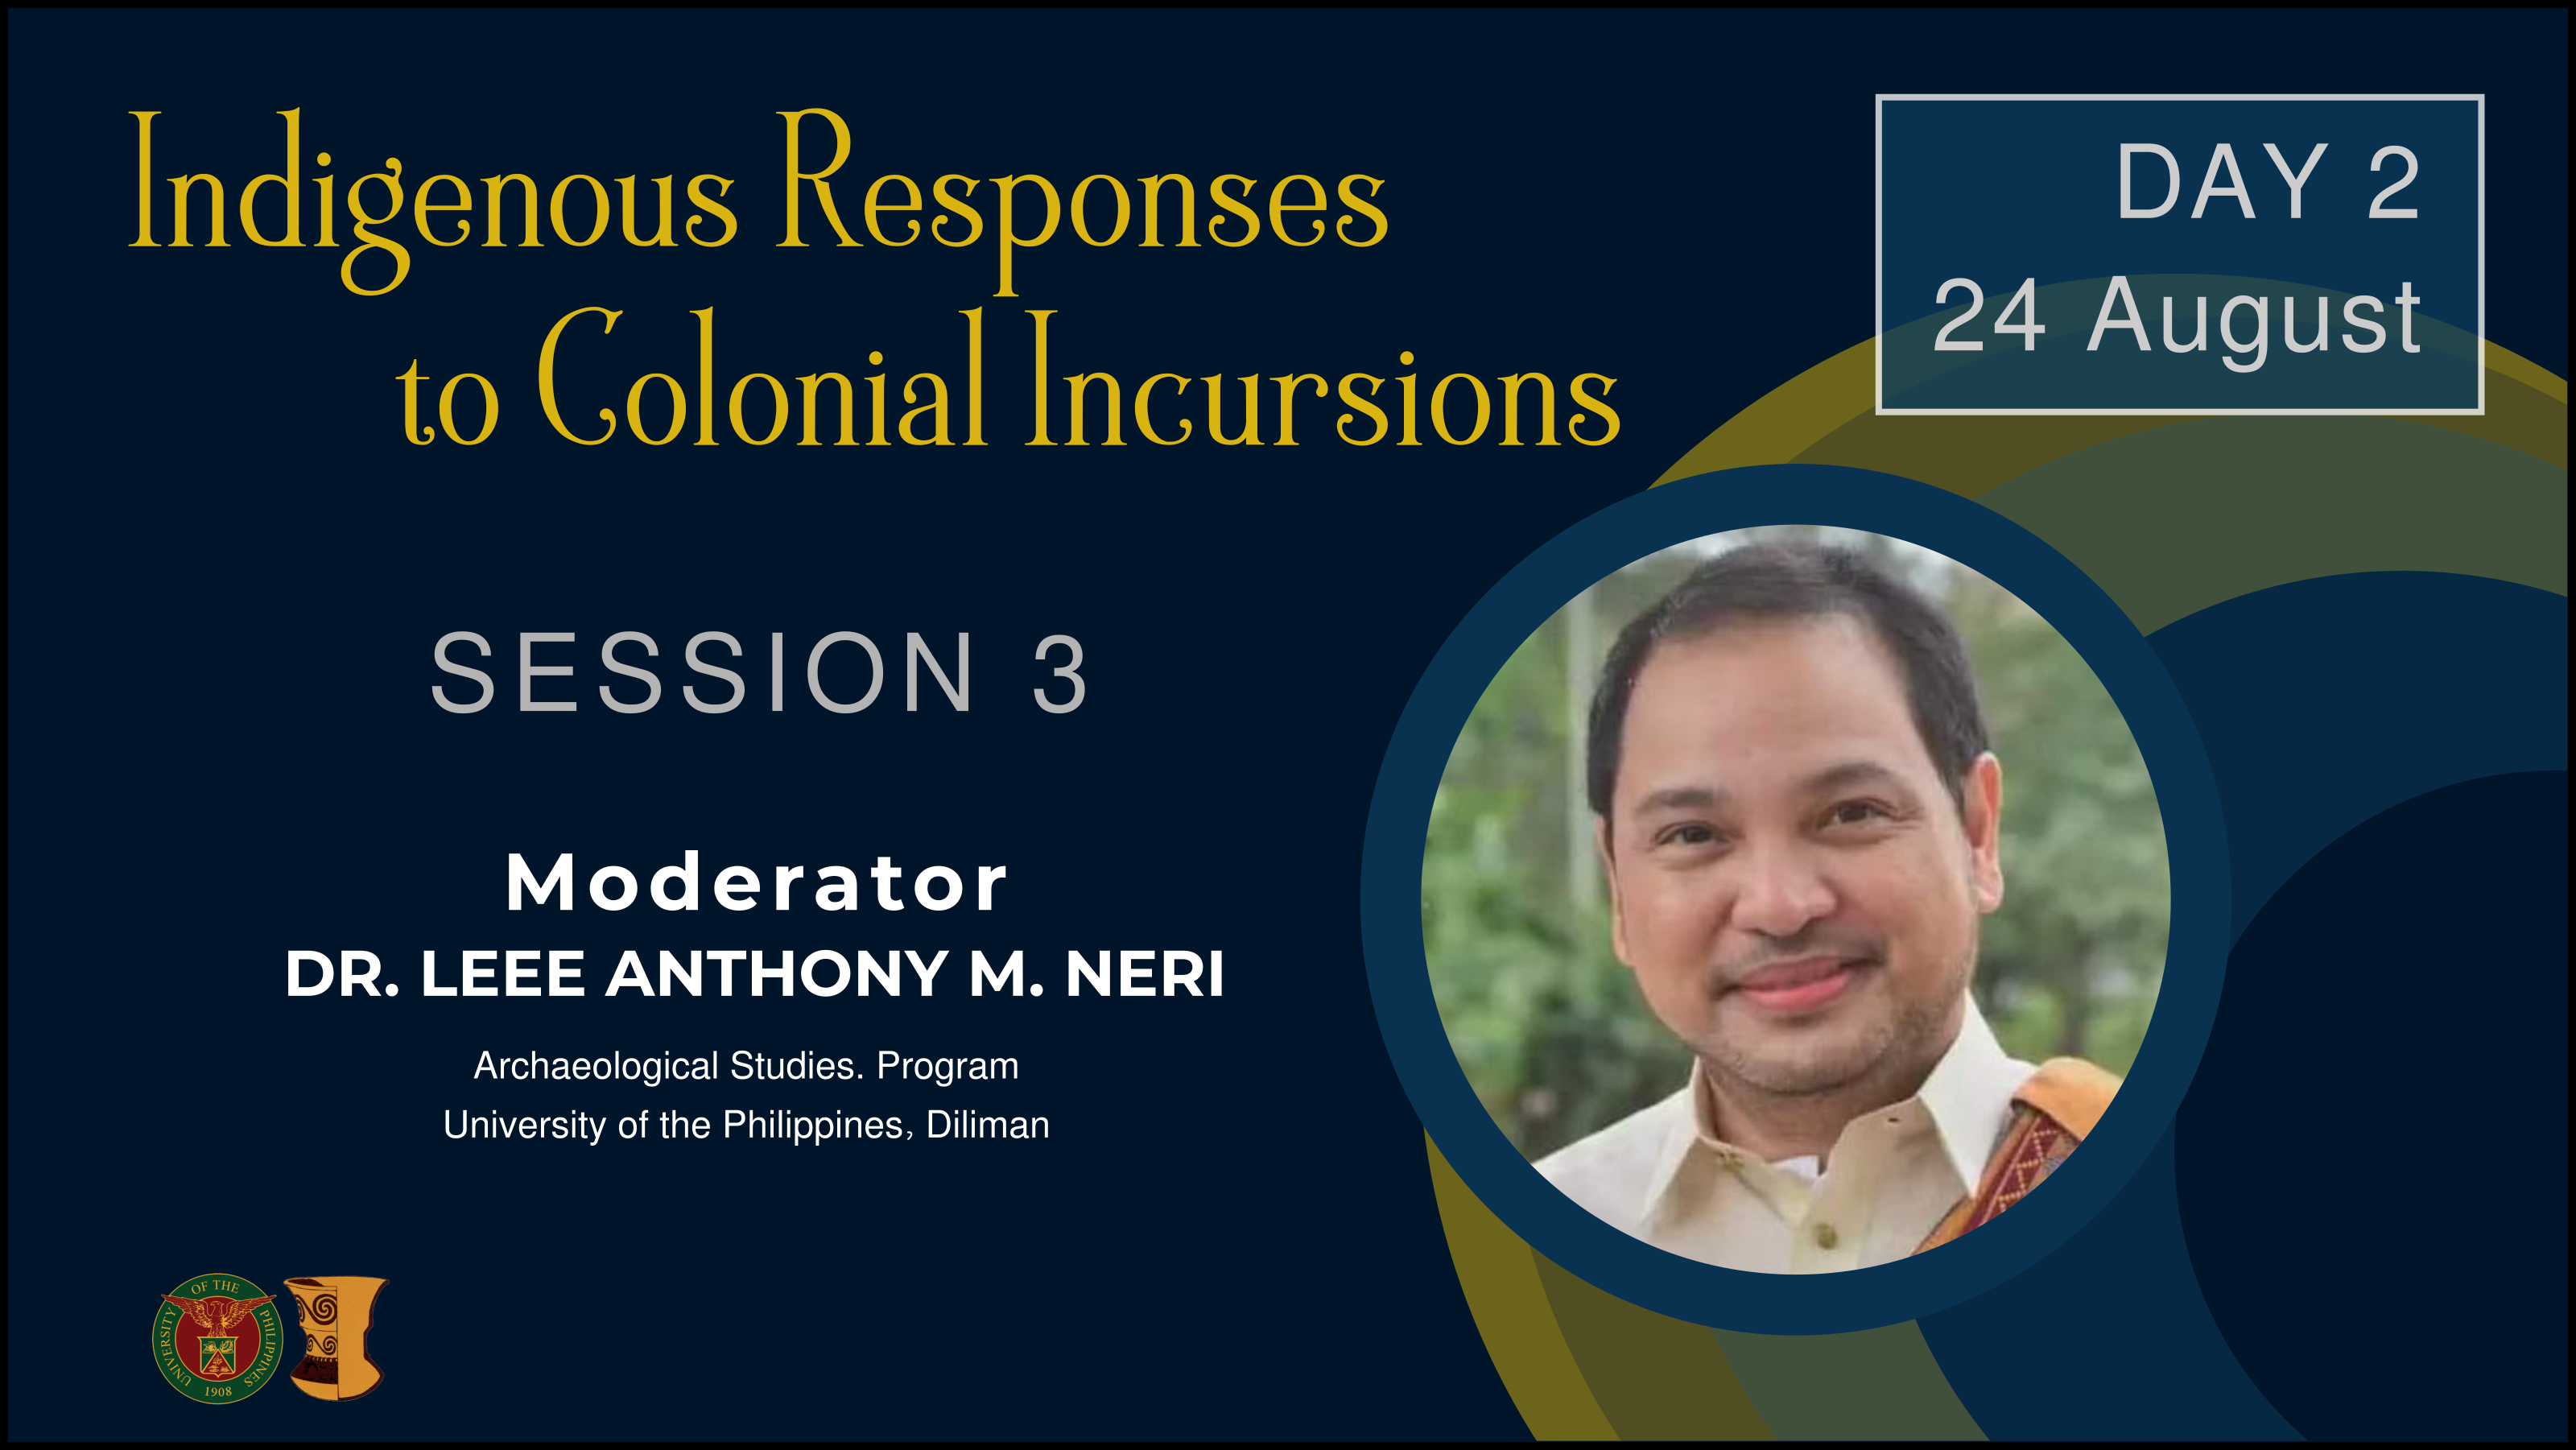 Indigenous Responses
to Colonial Incursions
DAY 2
24 August
SESSION 3
Moderator
DR. LEEE ANTHONY M. NERI
Archaeological Studies. Program
University of the Philippines, Diliman
UNIVERSITY OF THE PHILIPPINES
1908